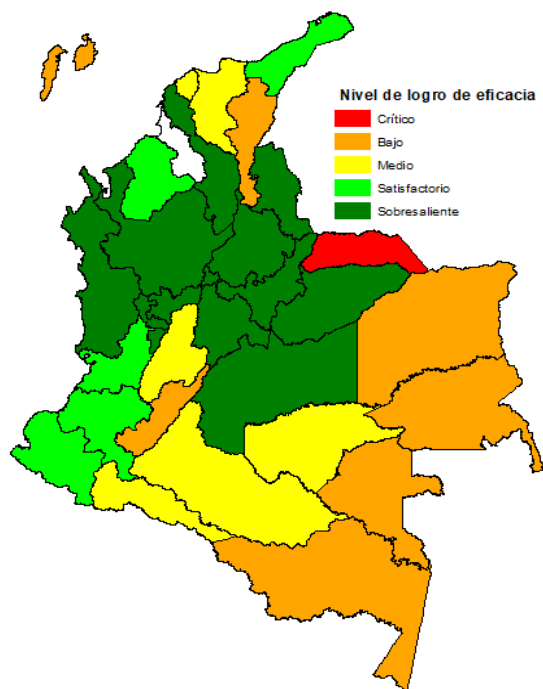 Nivel de logro de eficacia
Crítico
Bajo
Medio
Satisfactorio
Sobresaliente